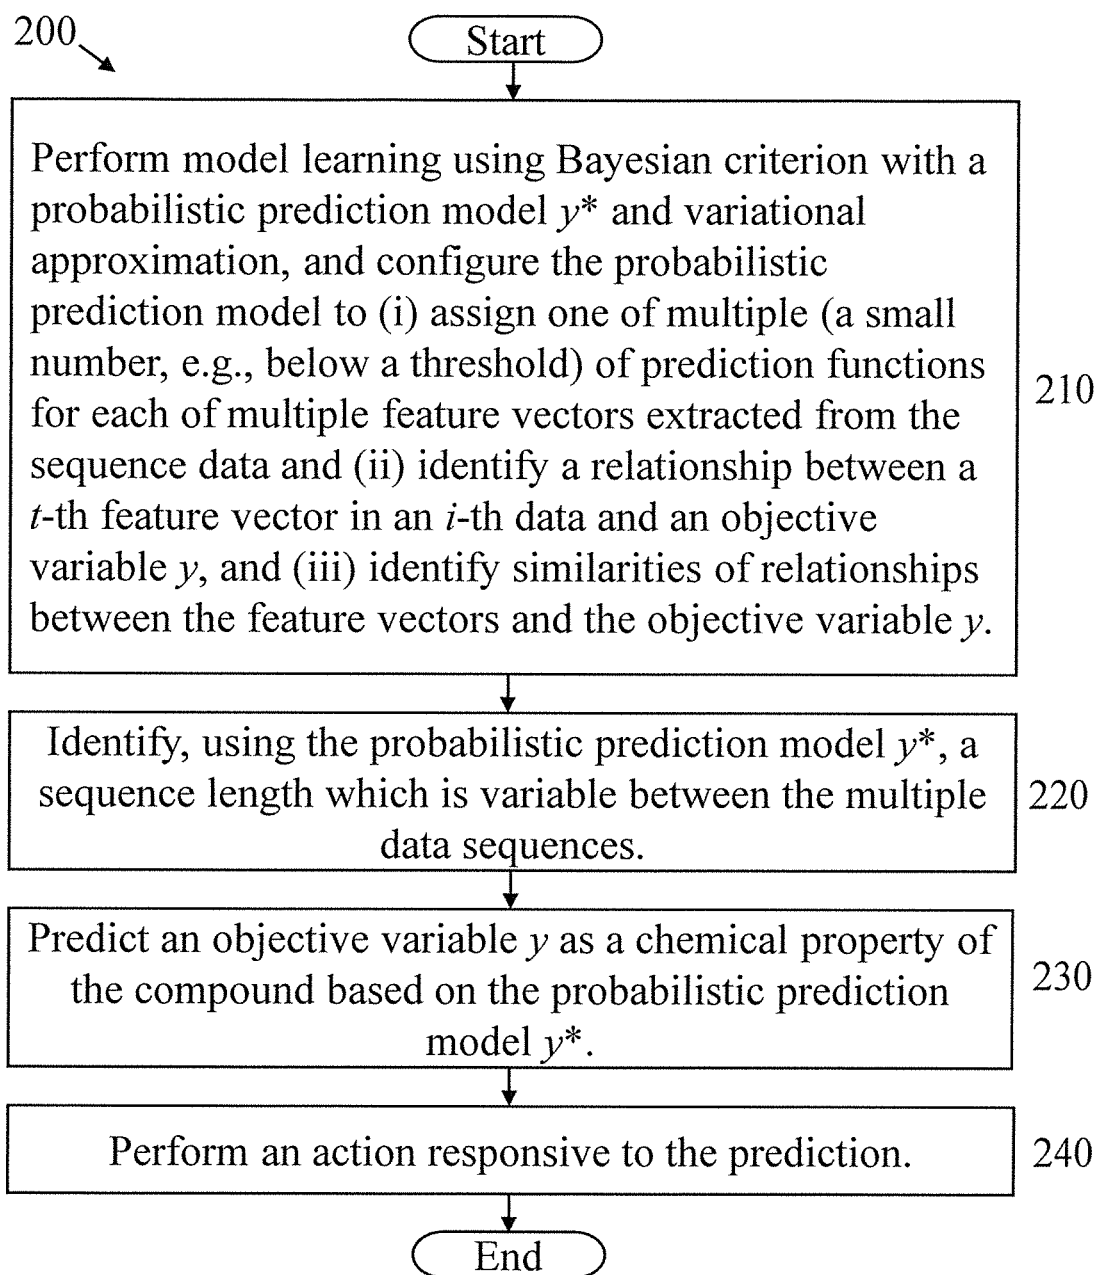 200
Start
Perform model learning using Bayesian criterion with a
probabilistic prediction model y* and variational
approximation, and configure the probabilistic
prediction model to (i) assign one of multiple (a small
number, e.g., below a threshold) of prediction functions
for each of multiple feature vectors extracted from the
sequence data and (ii) identify a relationship between a
t-th feature vector in an i-th data and an objective
variable y, and (iii) identify similarities of relationships
between the feature vectors and the objective variable y.
210
Identify, using the probabilistic prediction model y*, a
sequence length which is variable between the multiple
data sequences.
220
Predict an objective variable y as a chemical property of
the compound based on the probabilistic prediction
model y*.
230
Perform an action responsive to the prediction.
240
End